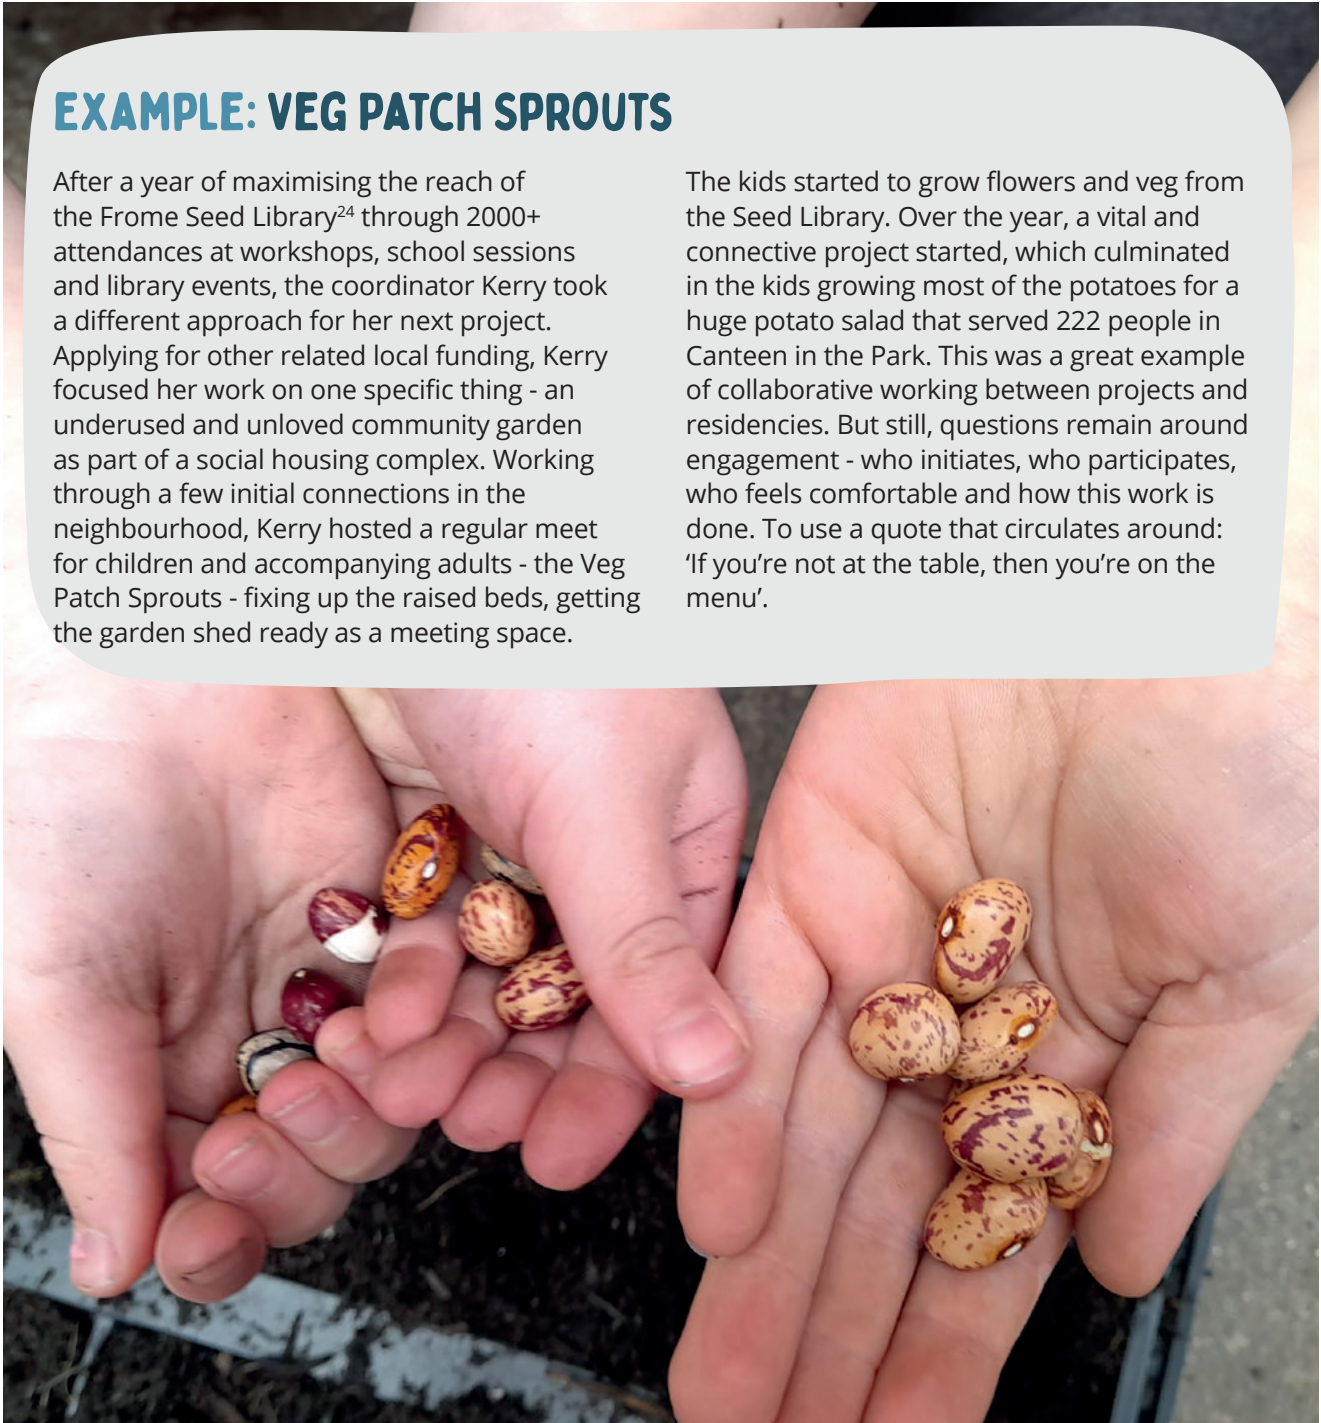 EXAMPLE: VEG PATCH SPROUTS
After a year of maximising the reach of
the Frome Seed Library24 through 2000+
attendances at workshops, school sessions
and library events, the coordinator Kerry took
a different approach for her next project.
Applying for other related local funding, Kerry
focused her work on one specific thing - an
underused and unloved community garden
as part of a social housing complex. Working
through a few initial connections in the
neighbourhood, Kerry hosted a regular meet
for children and accompanying adults - the Veg
Patch Sprouts - fixing up the raised beds, getting
the garden shed ready as a meeting space.
The kids started to grow flowers and veg from
the Seed Library. Over the year, a vital and
connective project started, which culminated
in the kids growing most of the potatoes for a
huge potato salad that served 222 people in
Canteen in the Park. This was a great example
of collaborative working between projects and
residencies. But still, questions remain around
engagement - who initiates, who participates,
who feels comfortable and how this work is
done. To use a quote that circulates around:
‘If you’re not at the table, then you’re on the
menu’.